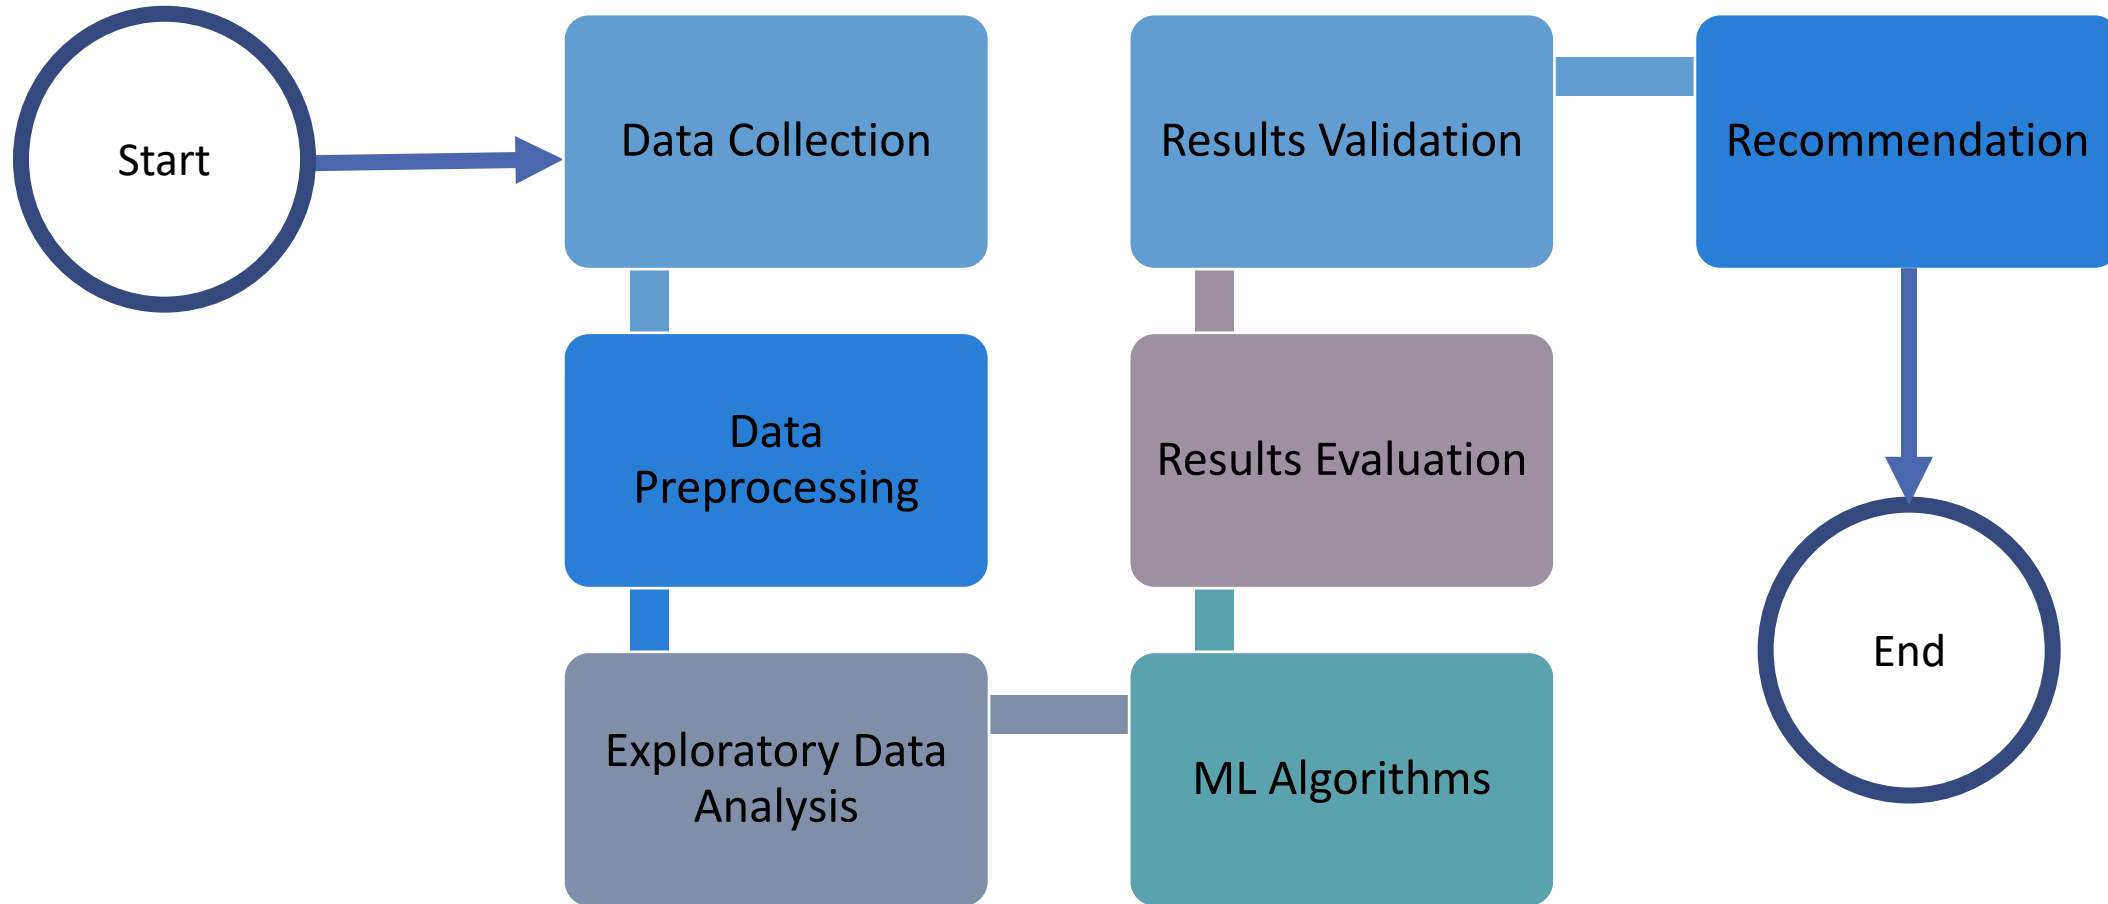 Start
Data Collection
Data
Preprocessing
Exploratory Data
Analysis
ML Algorithms
Results Evaluation
Results Validation
Recommendation
End